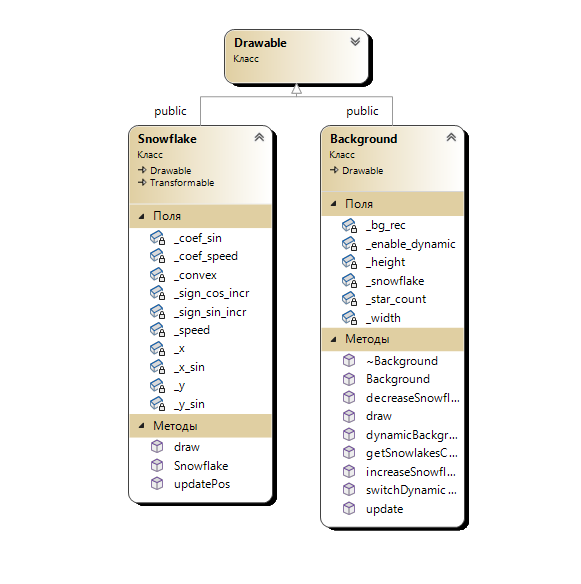 Drawable
Класс
public
public
Snowflake
Класс
Drawable
Transformable
Поля
_coef_sin
_coef_speed
_convex
_sign_cos_incr
_sign_sin_incr
_speed
_x
_x_sin
_y
_y_sin
Методы
draw
Snowflake
updatePos
Background
Класс
Drawable
Поля
_bg_rec
_enable_dynamic
_height
_snowflake
_star_count
_width
Методы
~Background
Background
decreaseSnowfl...
draw
dynamicBackgr...
getSnowlakesC...
increaseSnowfl...
switchDynamic ...
update